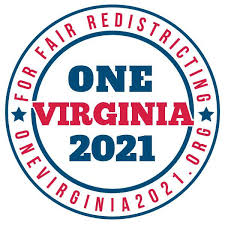 FOR FAIR REDISTRICTING
ONE
VIRGINIA
2021
ONEVIRGINIA2021.ORG